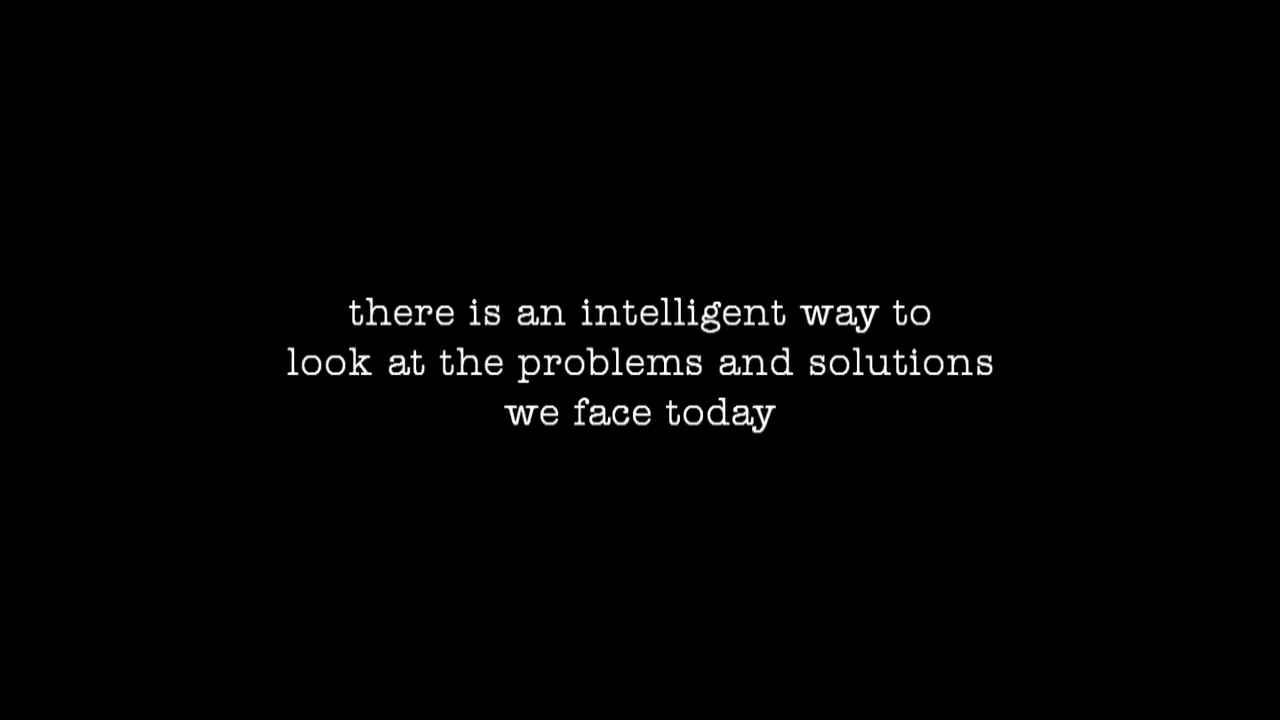 there is an intelligent way to
look at the problems and solutions
we face today